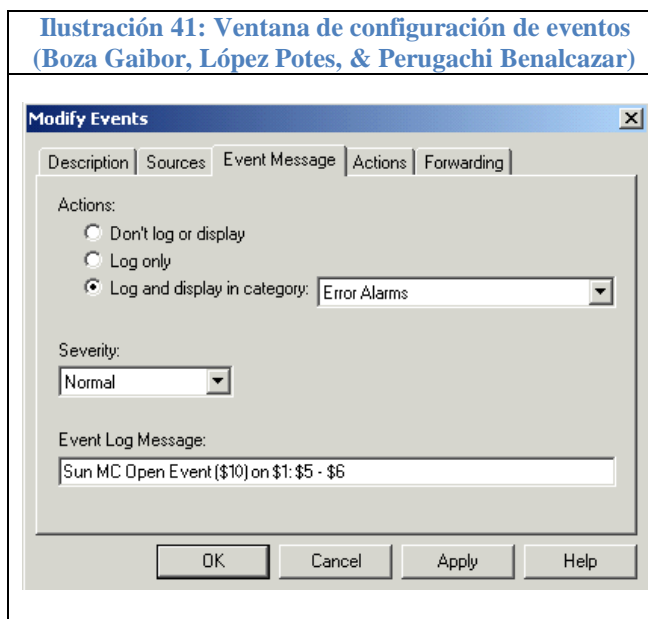 Ilustración 41: Ventana de configuración de eventos
(Boza Gaibor, López Potes, & Perugachi Benalcazar)
Modify Events
Description Sources Event Message Actions Forwarding
Actions:
Don't log or display
Log only
Log and display in category: Error Alarms
Severity:
Normal
Event Log Message:
Sun MC Open Event ($10) on $1: $5 - $6
OK Cancel Apply Help